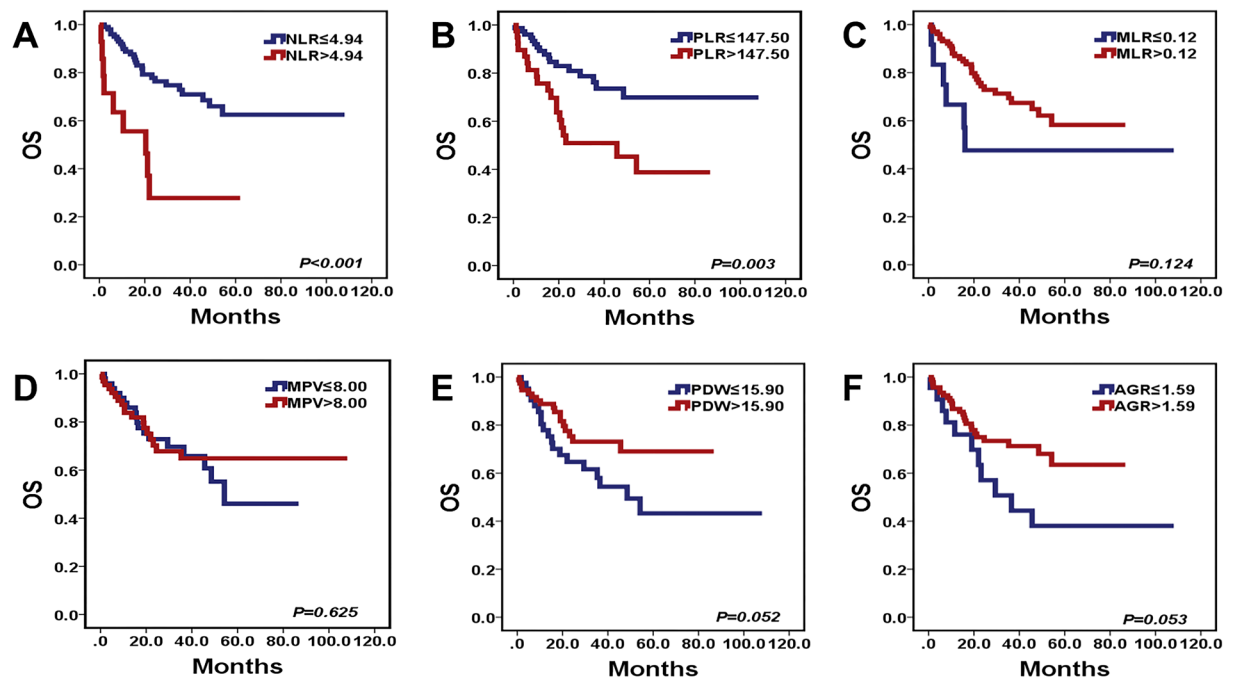 A
NLR≤4.94
NLR>4.94
1.0
0.8
0.6
0.4
0.2
0.0
OS
P<0.001
.0 20.0 40.0 60.0 80.0 100.0 120.0
Months
B
PLR≤147.50
PLR>147.50
1.0
0.8
0.6
0.4
0.2
0.0
OS
P=0.003
.0 20.0 40.0 60.0 80.0 100.0 120.0
Months
C
MLR≤0.12
MLR>0.12
1.0
0.8
0.6
0.4
0.2
0.0
OS
P=0.124
.0 20.0 40.0 60.0 80.0 100.0 120.0
Months
D
MPV≤8.00
MPV>8.00
1.0
0.8
0.6
0.4
0.2
0.0
OS
P=0.625
.0 20.0 40.0 60.0 80.0 100.0 120.0
Months
E
PDW≤15.90
PDW>15.90
1.0
0.8
0.6
0.4
0.2
0.0
OS
P=0.052
.0 20.0 40.0 60.0 80.0 100.0 120.0
Months
F
AGR≤1.59
AGR>1.59
1.0
0.8
0.6
0.4
0.2
0.0
OS
P=0.053
.0 20.0 40.0 60.0 80.0 100.0 120.0
Months